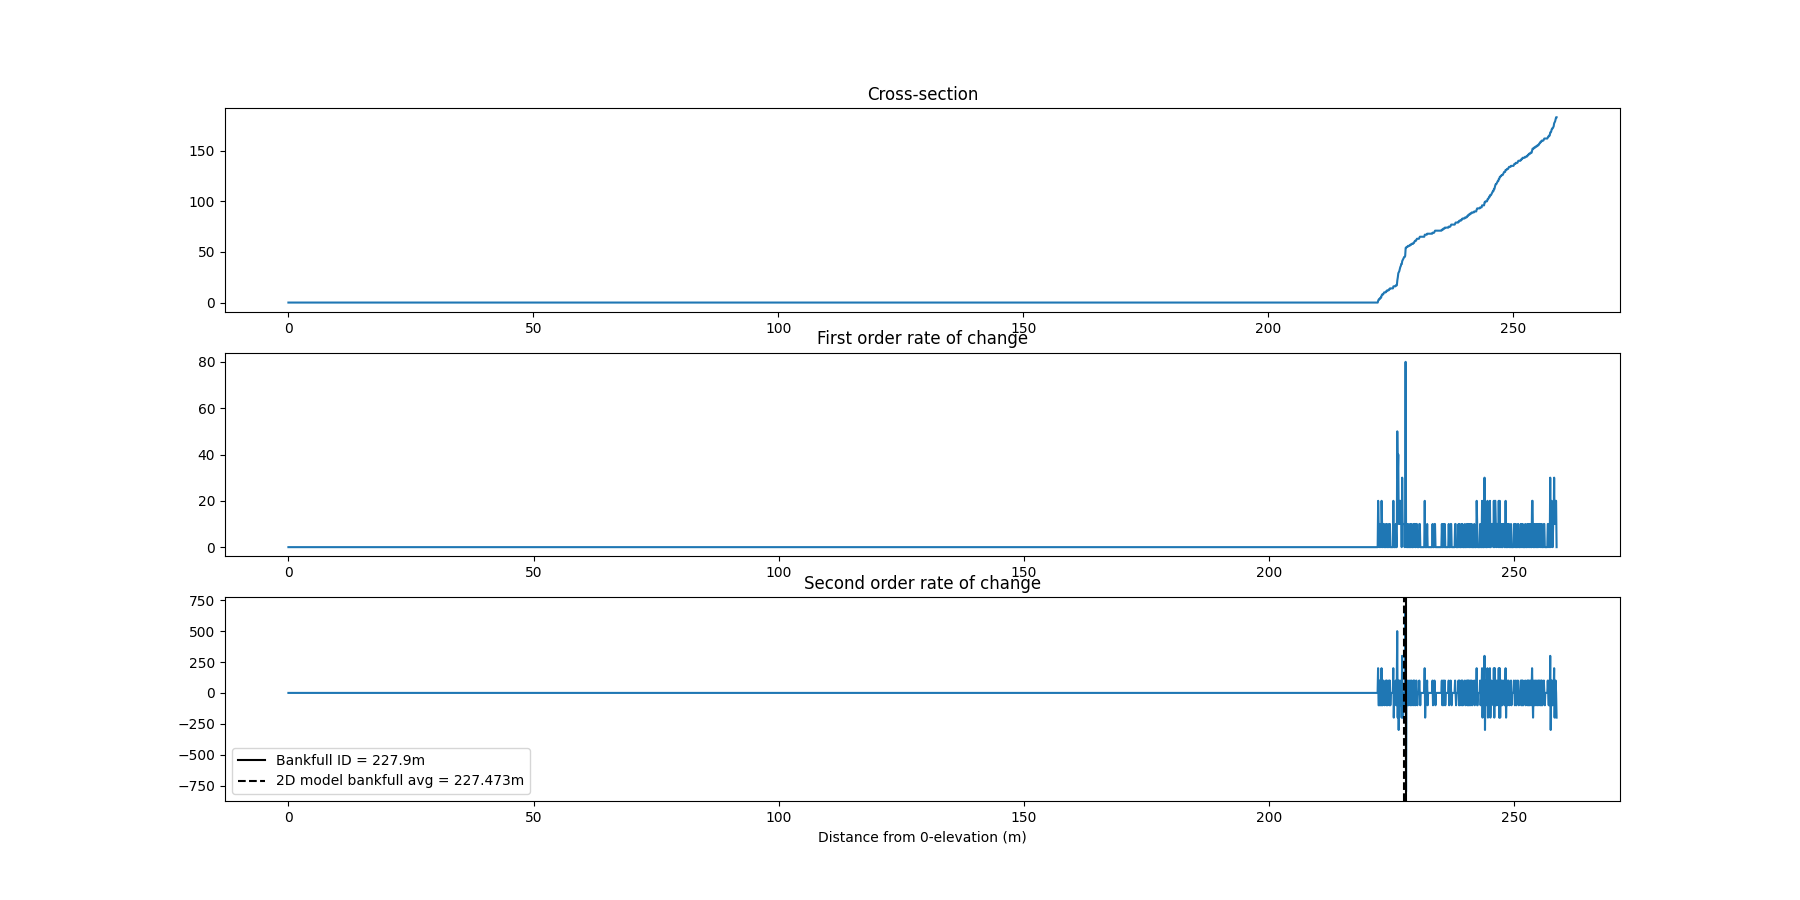 Cross-section
150
100
50
0
0 50 100 150 200 250
First order rate of change
80
60
40
20
0
0 50 100 150 200 250
Second order rate of change
750
500
250
0
−250
−500
−750
Bankfull ID = 227.9m
2D model bankfull avg = 227.473m
0 50 100 150 200 250
Distance from 0-elevation (m)